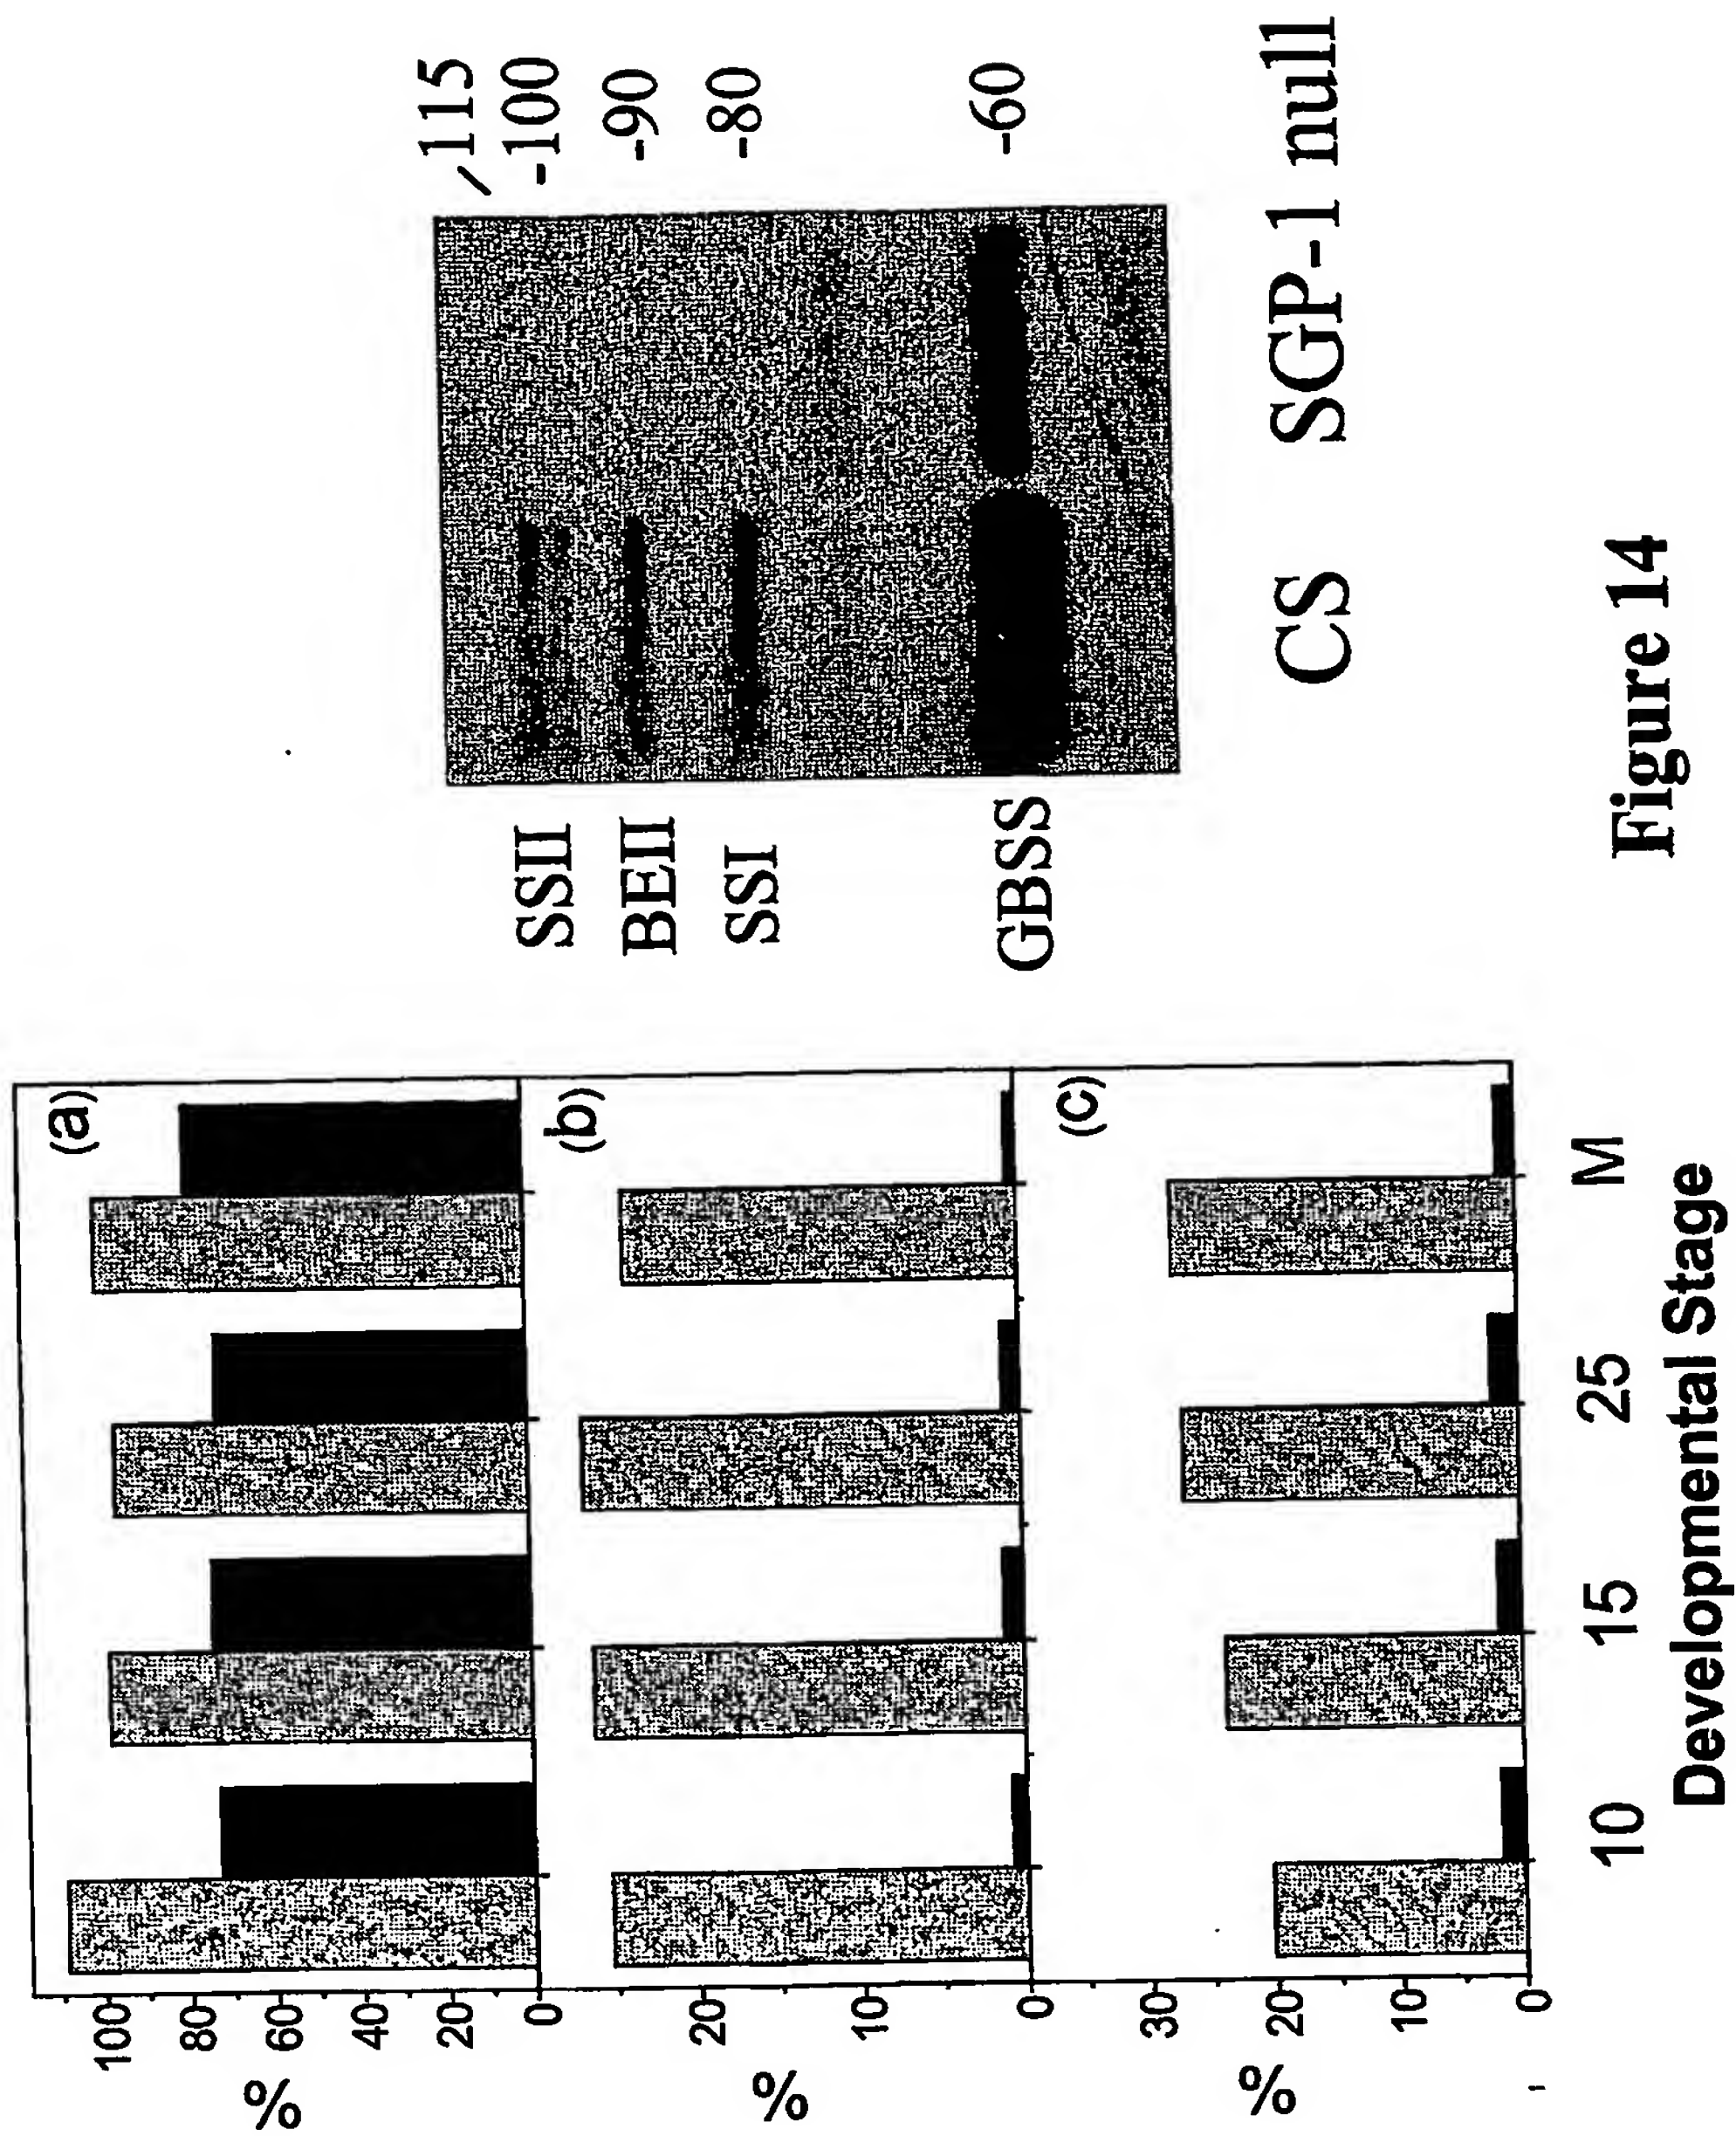 (a)
100
80
60
40
20
0
%
(b)
20
10
0
%
(c)
30
20
10
0
%
10 15 25 M
Developmental Stage
SSII
BEII
SSI
GBSS
/115
-100
-90
-80
-60
CS SGP-1 null
Figure 14